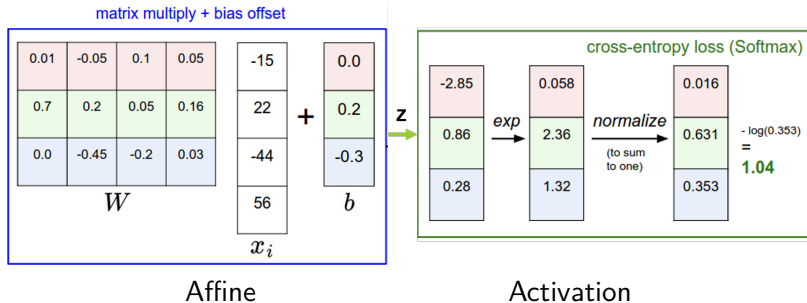 matrix multiply + bias offset
0.01 -0.05 0.1 0.05
0.7 0.2 0.05 0.16
0.0 -0.45 -0.2 0.03
W
-15
22
-44
56
x_i
+
0.0
0.2
-0.3
b
z
cross-entropy loss (Softmax)
-2.85
0.86
0.28
exp
0.058
2.36
1.32
normalize
(to sum
to one)
0.016
0.631
0.353
- log(0.353)
=
1.04
Affine
Activation